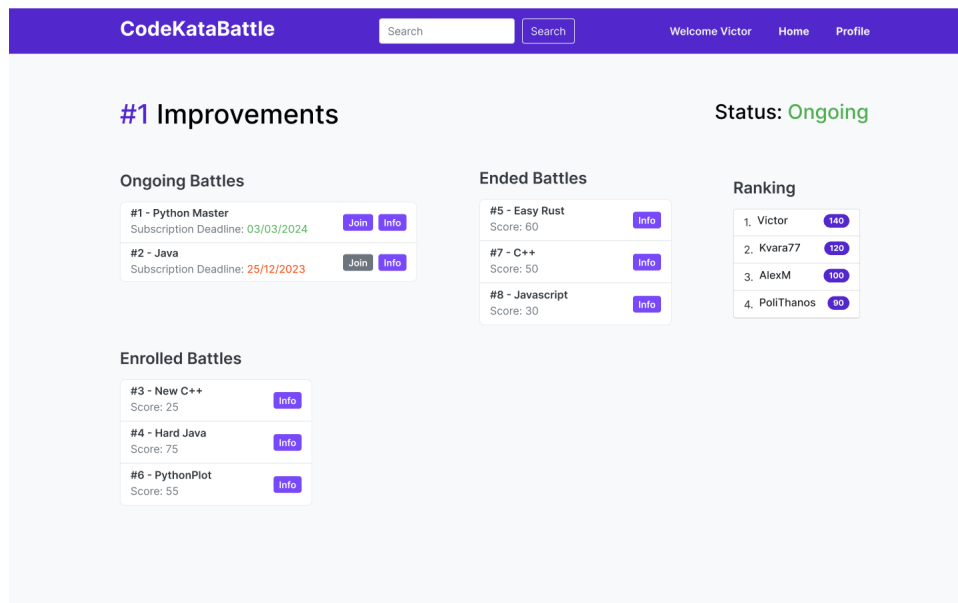 CodeKataBattle
Search
Search
Welcome Victor
Home
Profile
#1 Improvements
Status: Ongoing
Ongoing Battles
#1 - Python Master
Subscription Deadline: 03/03/2024
Join
Info
#2 - Java
Subscription Deadline: 25/12/2023
Join
Info
Ended Battles
#5 - Easy Rust
Score: 60
Info
#7 - C++
Score: 50
Info
#8 - Javascript
Score: 30
Info
Ranking
1. Victor 140
2. Kvara77 120
3. AlexM 100
4. PoliThanos 90
Enrolled Battles
#3 - New C++
Score: 25
Info
#4 - Hard Java
Score: 75
Info
#6 - PythonPlot
Score: 55
Info